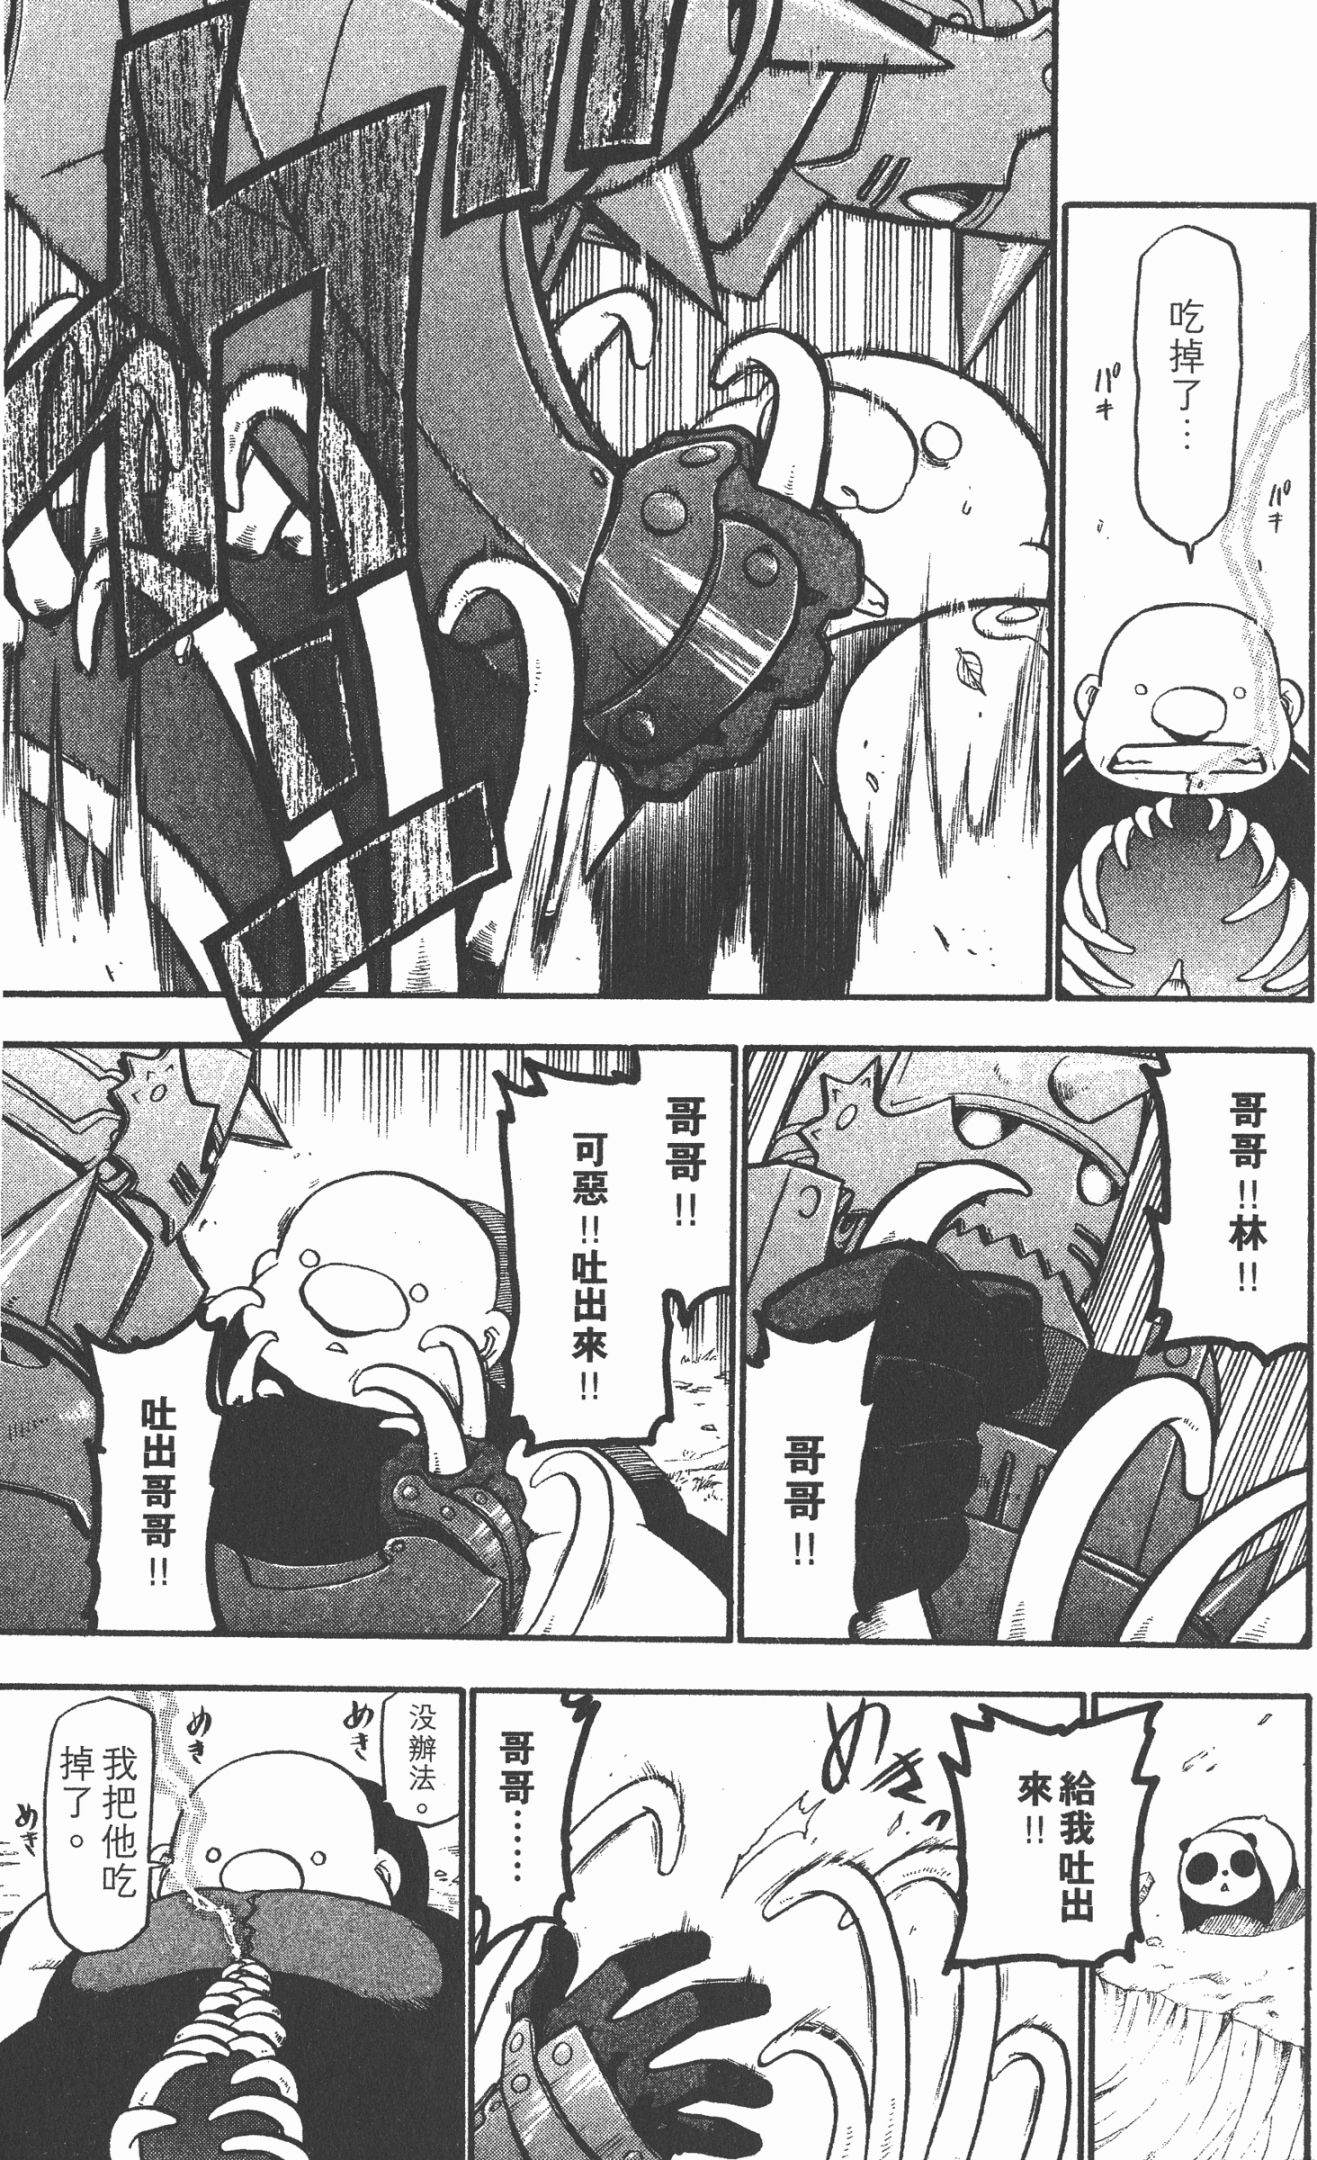 吃掉了…
パキ
パキ
哥哥!!林!!
哥哥!!
哥哥!!
可惡!!吐出來!!
吐出哥哥!!
給我吐出
來!!
めきっ
哥哥……
没辦法。
めき
めき
めき
我把他吃
掉了。